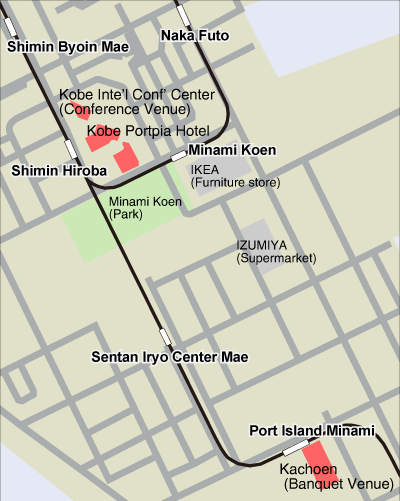 Naka Futo
Shimin Byoin Mae
Kobe Inte'l Conf' Center
(Conference Venue)
Kobe Portpia Hotel
Minami Koen
Shimin Hiroba
IKEA
(Furniture store)
Minami Koen
(Park)
IZUMIYA
(Supermarket)
Sentan Iryo Center Mae
Port Island Minami
Kachoen
(Banquet Venue)